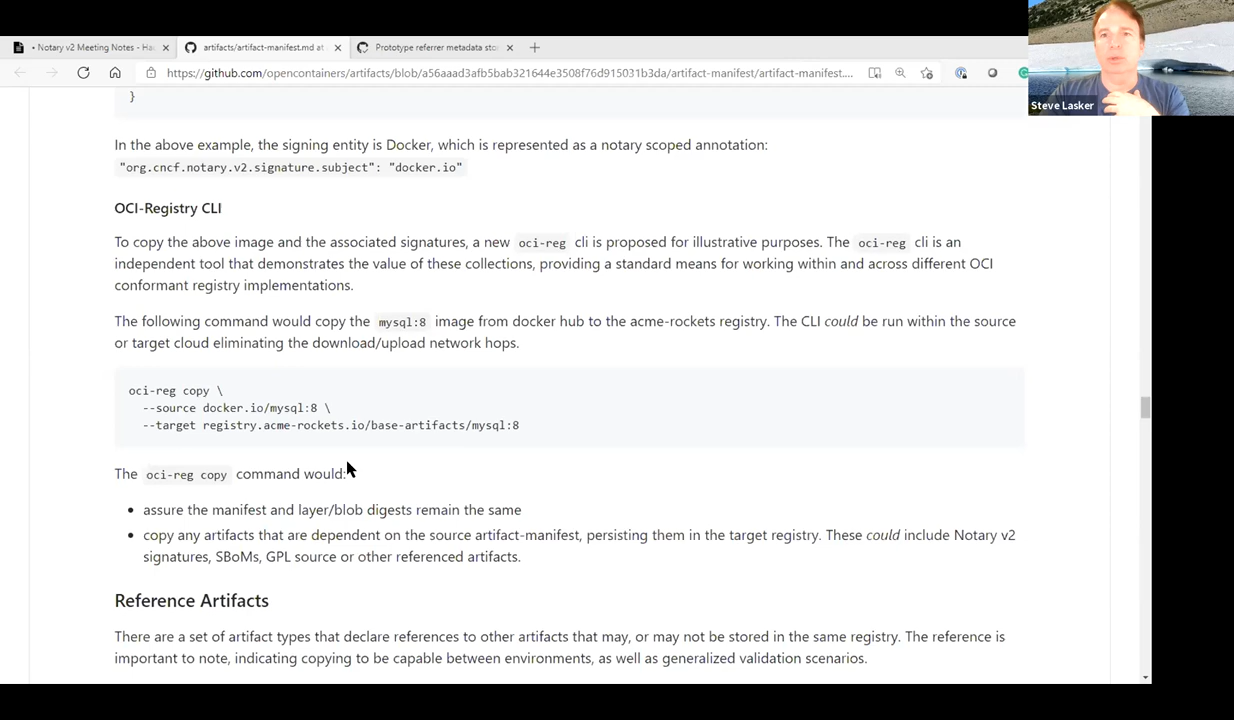 • Notary v2 Meeting Notes - Ha
artifacts/artifact-manifest.md at
Prototype referrer metadata sto
https://github.com/opencontainers/artifacts/blob/a56aaad3afb5bab321644e3508f76d915031b3da/artifact-manifest/artifact-manifest....
Steve Lasker
}
In the above example, the signing entity is Docker, which is represented as a notary scoped annotation:
"org.cncf.notary.v2.signature.subject": "docker.io"
OCI-Registry CLI
To copy the above image and the associated signatures, a new oci-reg cli is proposed for illustrative purposes. The oci-reg cli is an
independent tool that demonstrates the value of these collections, providing a standard means for working within and across different OCI
conformant registry implementations.
The following command would copy the mysql:8 image from docker hub to the acme-rockets registry. The CLI could be run within the source
or target cloud eliminating the download/upload network hops.
oci-reg copy \
--source docker.io/mysql:8 \
--target registry.acme-rockets.io/base-artifacts/mysql:8
The oci-reg copy command would:
• assure the manifest and layer/blob digests remain the same
• copy any artifacts that are dependent on the source artifact-manifest, persisting them in the target registry. These could include Notary v2
signatures, SBoMs, GPL source or other referenced artifacts.
Reference Artifacts
There are a set of artifact types that declare references to other artifacts that may, or may not be stored in the same registry. The reference is
important to note, indicating copying to be capable between environments, as well as generalized validation scenarios.